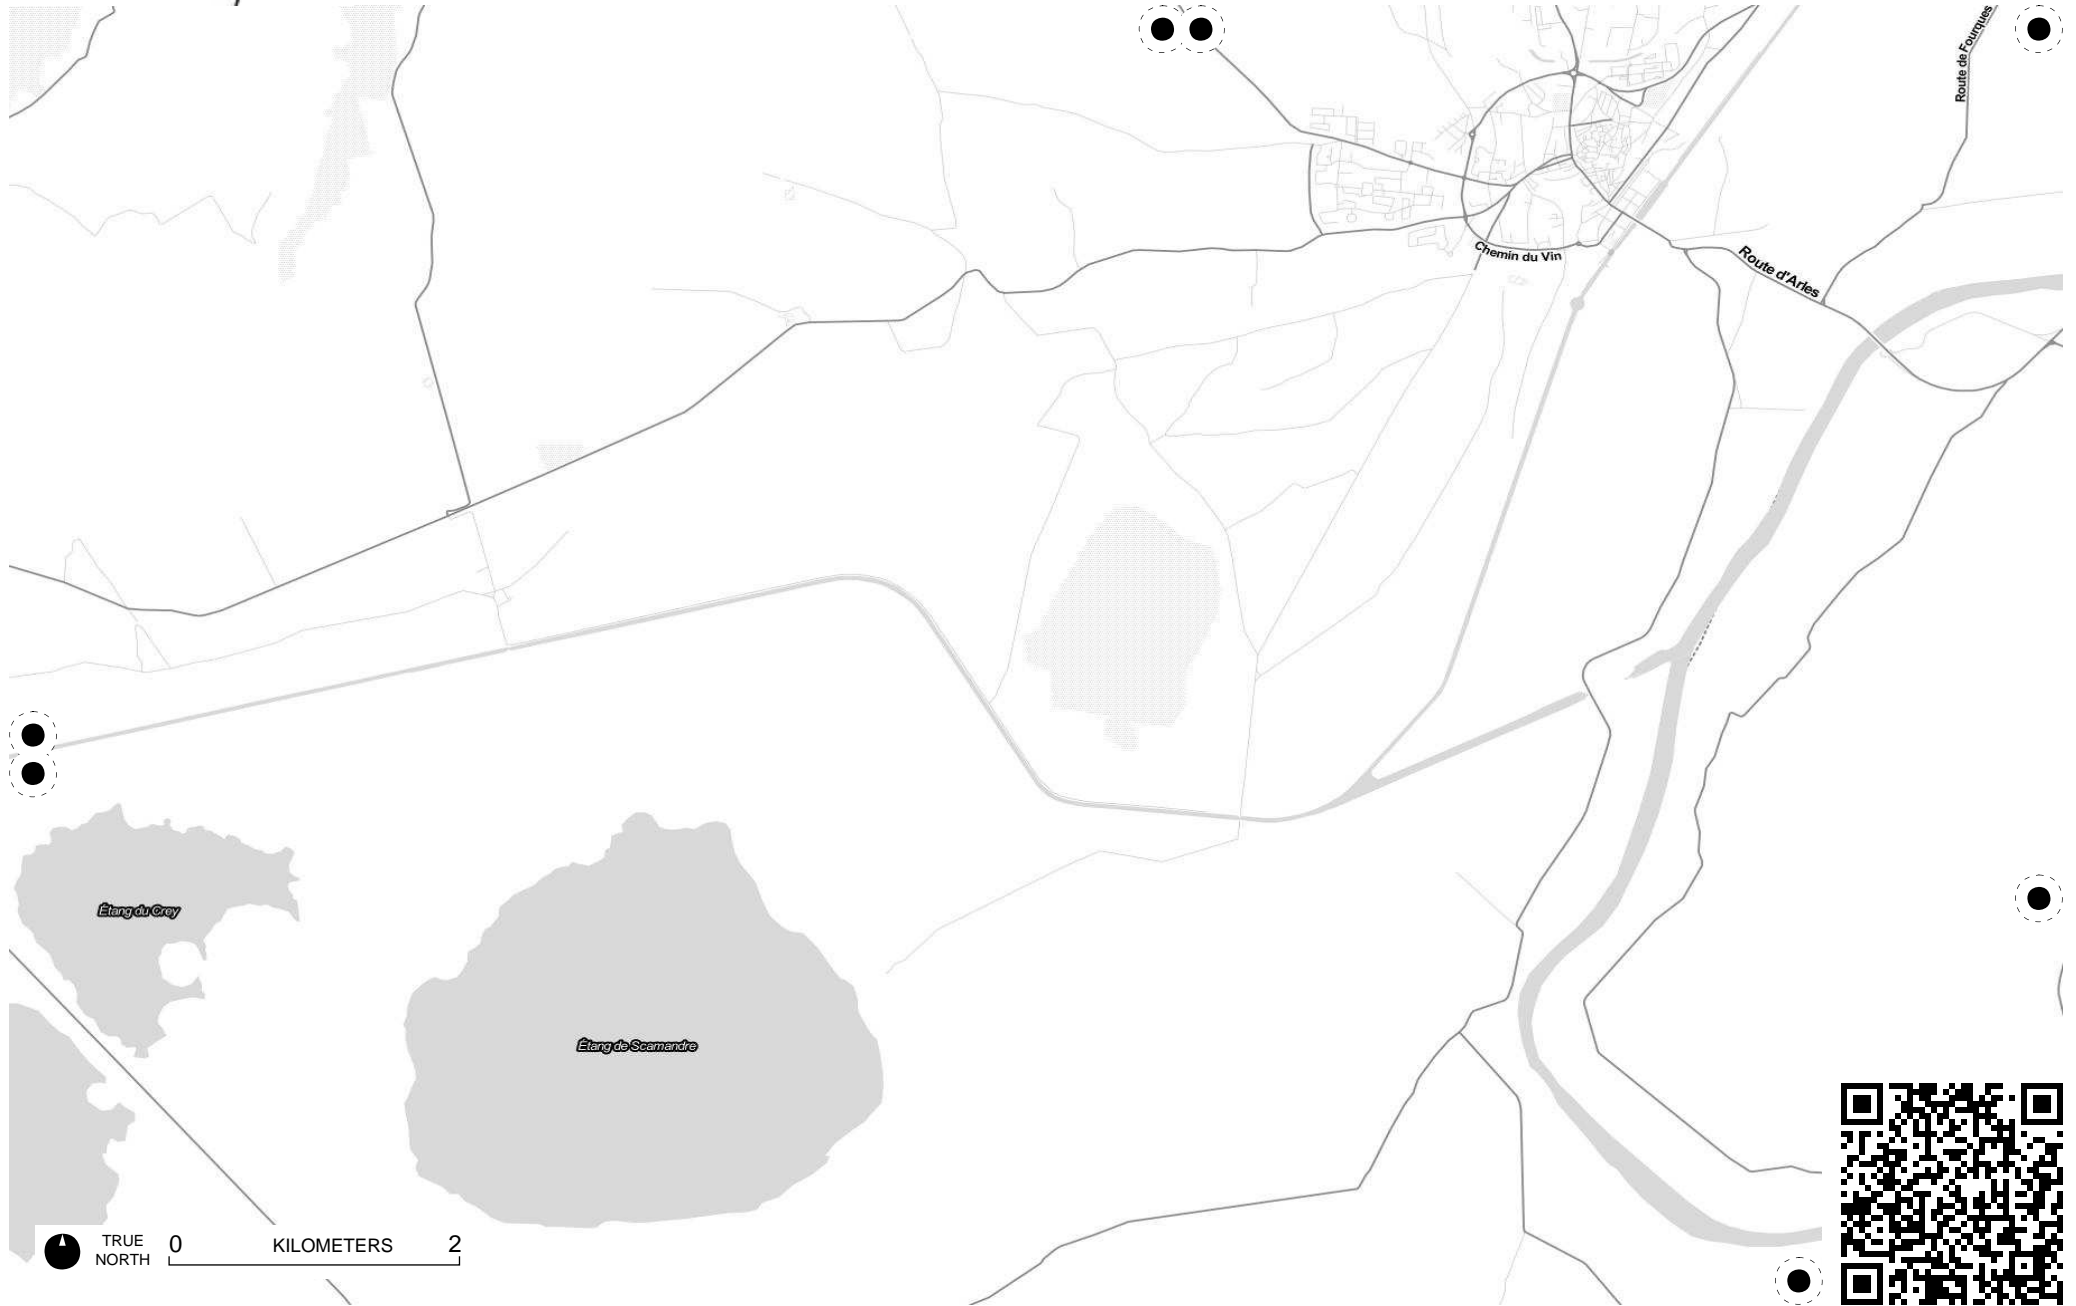 Route de Fourques
Chemin du Vin
Route d'Arles
Étang du Crey
Étang de Scamandre
TRUE
NORTH
0 KILOMETERS 2